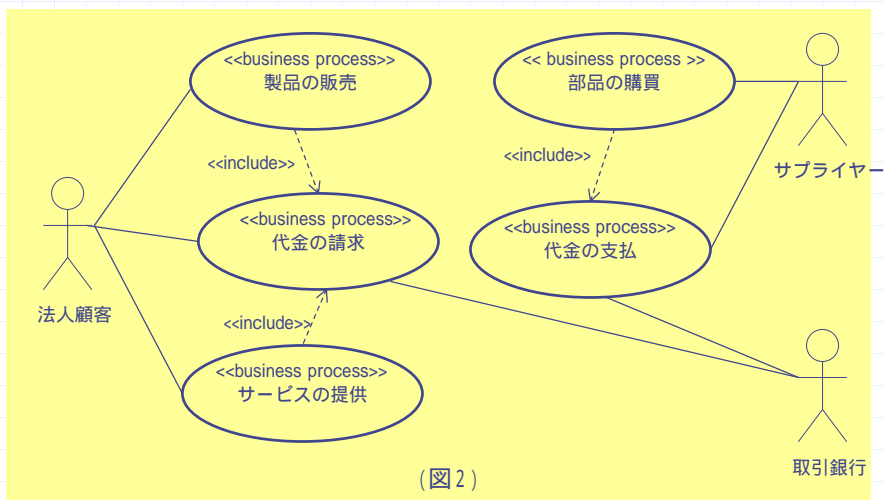 <<business process>>
製品の販売
<< business process >>
部品の購買
<<include>>
<<include>>
サプライヤー
<<business process>>
代金の請求
<<business process>>
代金の支払
法人顧客
<<include>>
<<business process>>
サービスの提供
取引銀行
(図2)